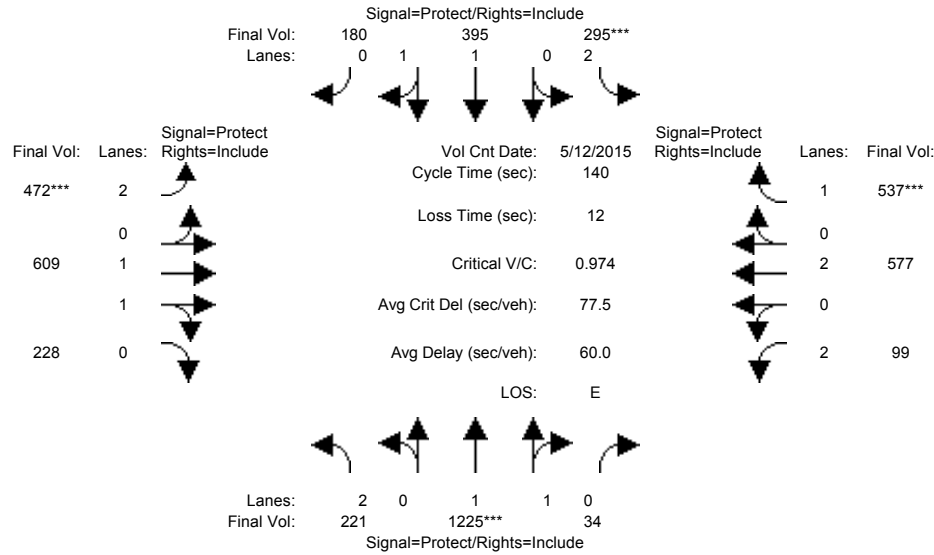 Signal=Protect/Rights=Include
Final Vol: 180 395 295***
Lanes: 0 1 1 0 2
Signal=Protect Signal=Protect
Final Vol: Lanes: Rights=Include Vol Cnt Date: 5/12/2015 Rights=Include Lanes: Final Vol:
Cycle Time (sec): 140
472*** 2 1 537***
Loss Time (sec): 12
0 0
609 1 Critical V/C: 0.974 2 577
1 Avg Crit Del (sec/veh): 77.5 0
228 0 Avg Delay (sec/veh): 60.0 2 99
LOS: E
Lanes: 2 0 1 1 0
Final Vol: 221 1225*** 34
Signal=Protect/Rights=Include